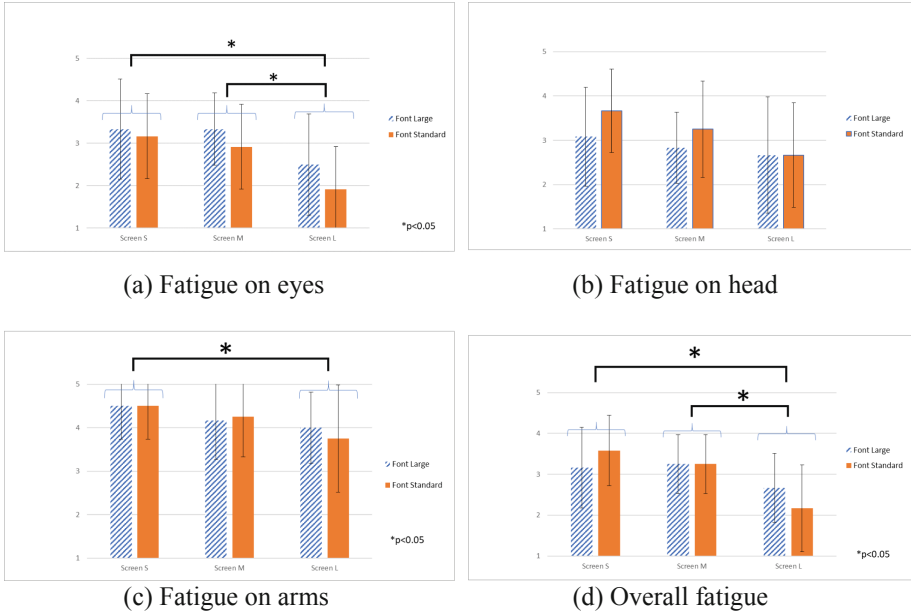 *
*
5
4
3
2
1
Screen S Screen M Screen L
Font Large
Font Standard
*p<0.05
(a) Fatigue on eyes
5
4
3
2
1
Screen S Screen M Screen L
Font Large
Font Standard
(b) Fatigue on head
*
5
4
3
2
1
Screen S Screen M Screen L
Font Large
Font Standard
*p<0.05
(c) Fatigue on arms
*
*
5
4
3
2
1
Screen S Screen M Screen L
Font Large
Font Standard
*p<0.05
(d) Overall fatigue